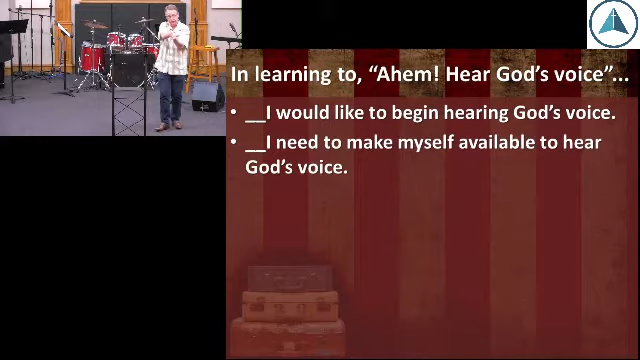 In learning to, “Ahem! Hear God’s voice”...
• __I would like to begin hearing God’s voice.
• __I need to make myself available to hear
God’s voice.